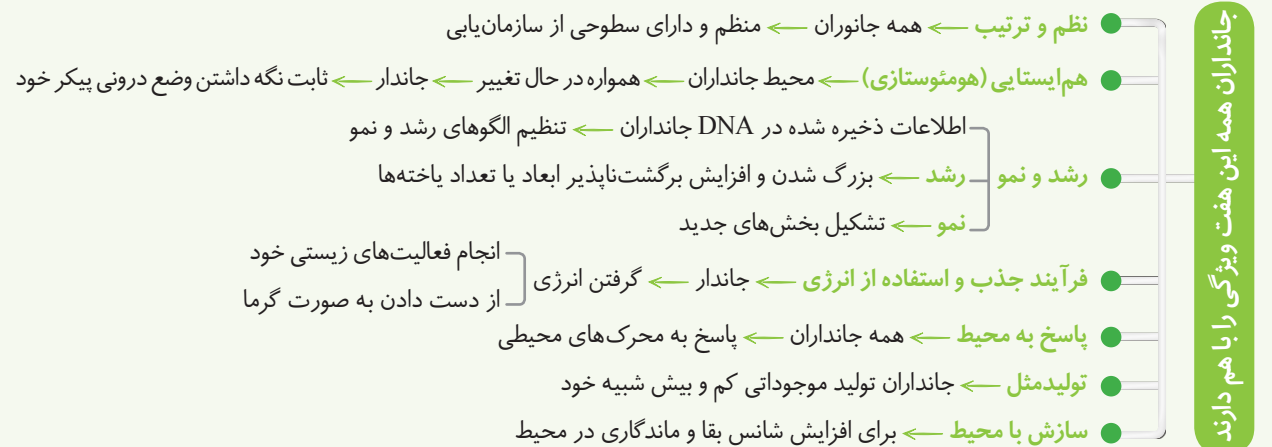 جانداران همه این هفت ویژگی را با هم دارند
نظم و ترتیب ← همه جانوران ← منظم و دارای سطوحی از سازمان‌یابی
هم‌ایستایی (هومئوستازی) ← محیط جانداران ← همواره در حال تغییر ← جاندار ← ثابت نگه داشتن وضع درونی پیکر خود
رشد و نمو
اطلاعات ذخیره شده در DNA جانداران ← تنظیم الگوهای رشد و نمو
رشد ← بزرگ شدن و افزایش برگشت‌ناپذیر ابعاد یا تعداد یاخته‌ها
نمو ← تشکیل بخش‌های جدید
فرآیند جذب و استفاده از انرژی ← جاندار ← گرفتن انرژی
انجام فعالیت‌های زیستی خود
از دست دادن به صورت گرما
پاسخ به محیط ← همه جانداران ← پاسخ به محرک‌های محیطی
تولیدمثل ← جانداران تولید موجوداتی کم و بیش شبیه خود
سازش با محیط ← برای افزایش شانس بقا و ماندگاری در محیط